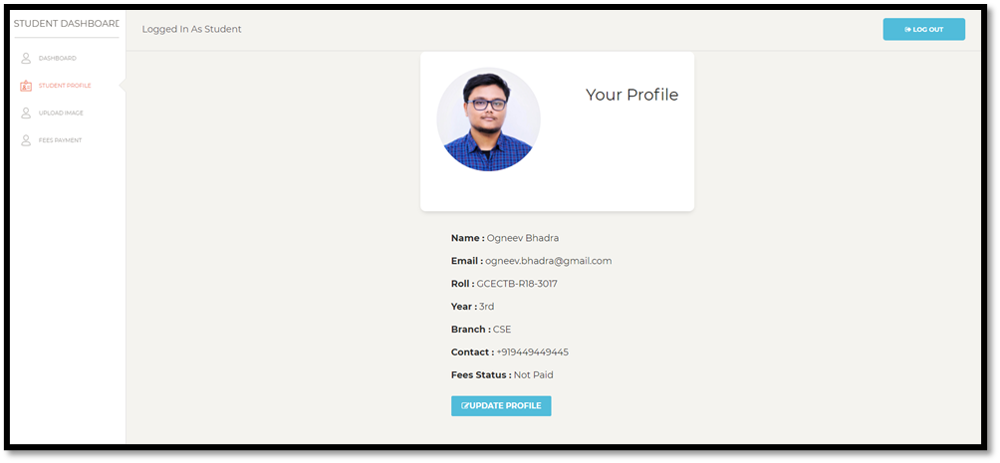 STUDENT DASHBOARD
Logged In As Student
LOG OUT
DASHBOARD
STUDENT PROFILE
UPLOAD IMAGE
FEES PAYMENT
Your Profile
Name : Ogneev Bhadra
Email : ogneev.bhadra@gmail.com
Roll : GCECTB-R18-3017
Year : 3rd
Branch : CSE
Contact : +919449449445
Fees Status : Not Paid
UPDATE PROFILE